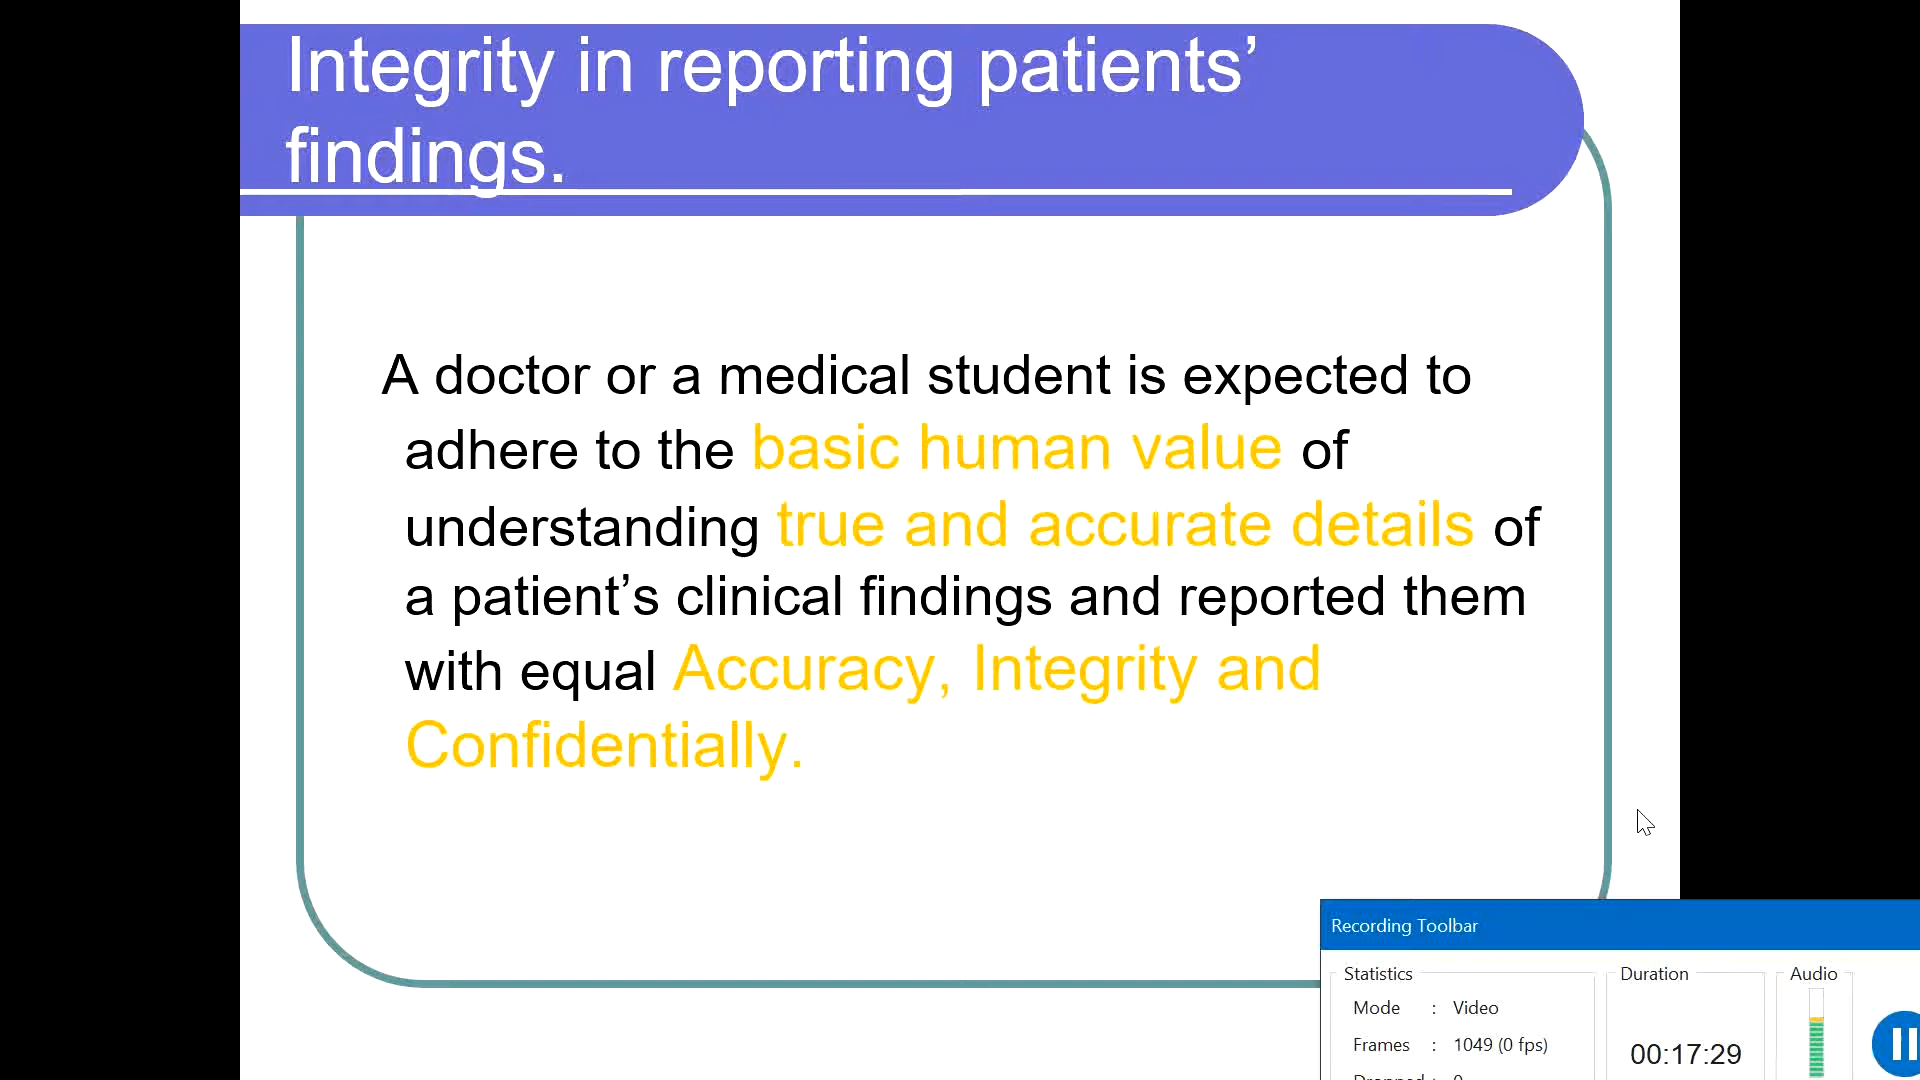 Integrity in reporting patients’
findings.
A doctor or a medical student is expected to
adhere to the basic human value of
understanding true and accurate details of
a patient’s clinical findings and reported them
with equal Accuracy, Integrity and
Confidentially.
Recording Toolbar
Statistics
Mode : Video
Frames : 1049 (0 fps)
Duration
00:17:29
Audio